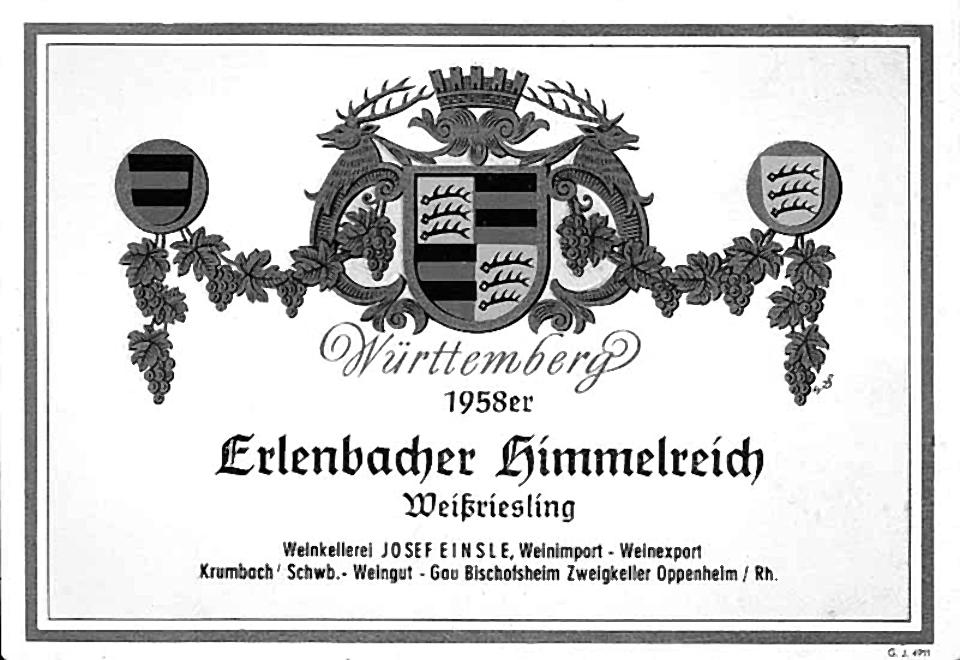 Württemberg
1958er
Erlenbacher Himmelreich
Weißriesling
Weinkellerei JOSEF EINSLE, Weinimport - Weinexport
Krumbach/ Schwb.- Weingut - Gau Bischofsheim Zweigkeller Oppenheim / Rh.
G. J. 4911